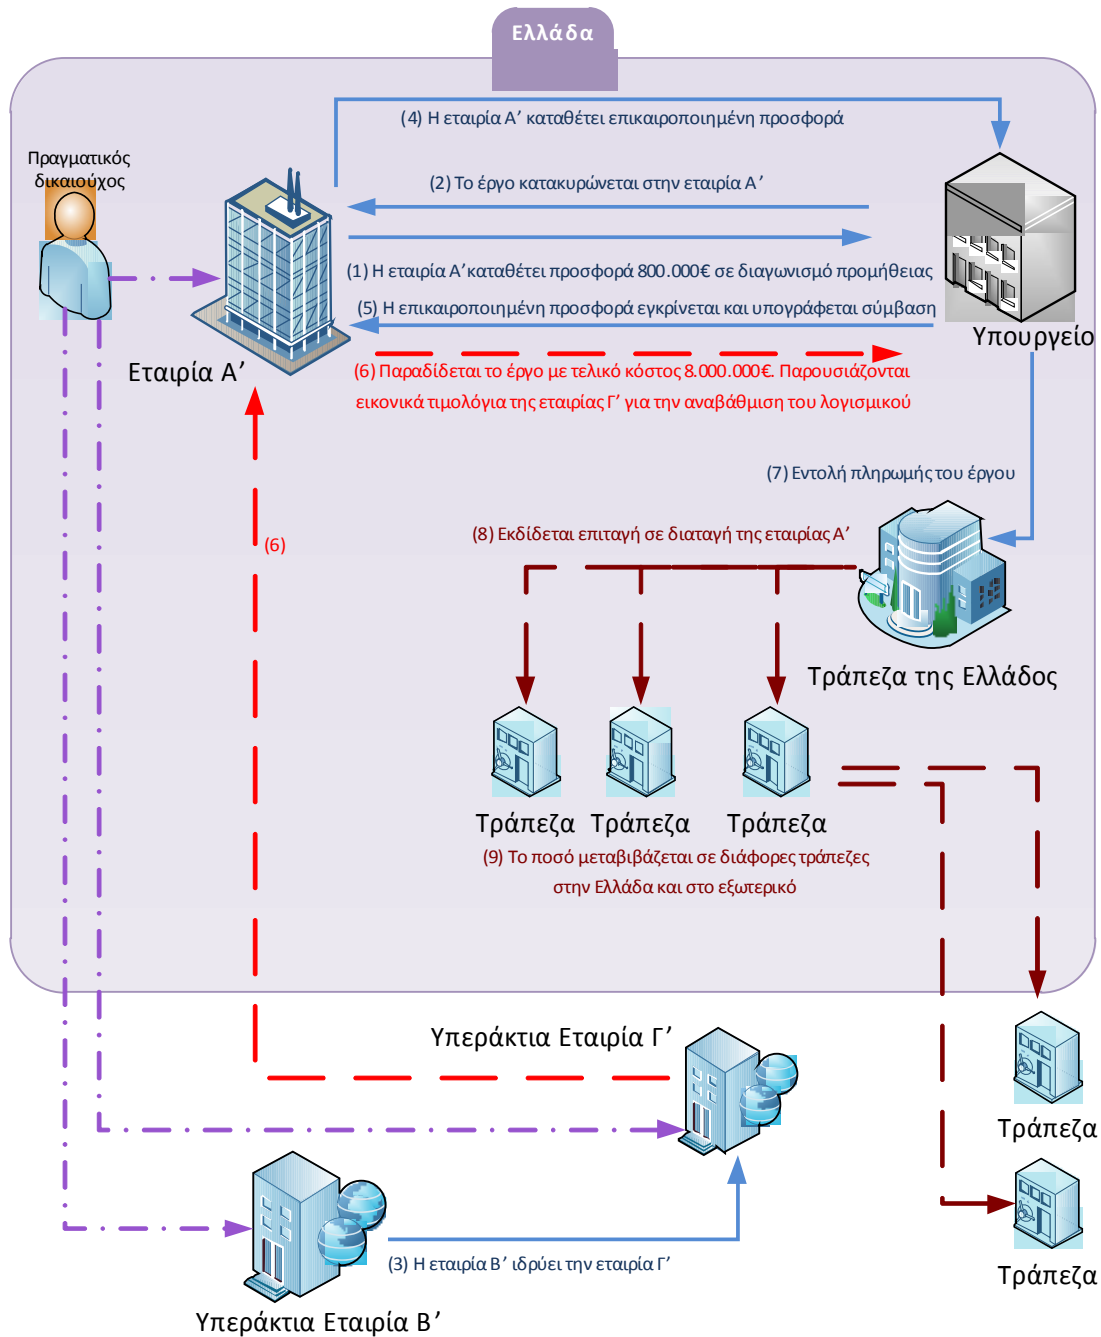 Ελλάδα
(4) Η εταιρία Α’ καταθέτει επικαιροποιημένη προσφορά
Πραγματικός
δικαιούχος
(2) Το έργο κατακυρώνεται στην εταιρία Α’
(1) Η εταιρία Α’ καταθέτει προσφορά 800.000€ σε διαγωνισμό προμήθειας
(5) Η επικαιροποιημένη προσφορά εγκρίνεται και υπογράφεται σύμβαση
Υπουργείο
Εταιρία Α’
(6) Παραδίδεται το έργο με τελικό κόστος 8.000.000€. Παρουσιάζονται
εικονικά τιμολόγια της εταιρίας Γ’ για την αναβάθμιση του λογισμικού
(7) Εντολή πληρωμής του έργου
(8) Εκδίδεται επιταγή σε διαταγή της εταιρίας Α’
(6)
Τράπεζα της Ελλάδος
Τράπεζα Τράπεζα Τράπεζα
(9) Το ποσό μεταβιβάζεται σε διάφορες τράπεζες
στην Ελλάδα και στο εξωτερικό
Υπεράκτια Εταιρία Γ’
Τράπεζα
(3) Η εταιρία Β’ ιδρύει την εταιρία Γ’
Τράπεζα
Υπεράκτια Εταιρία Β’